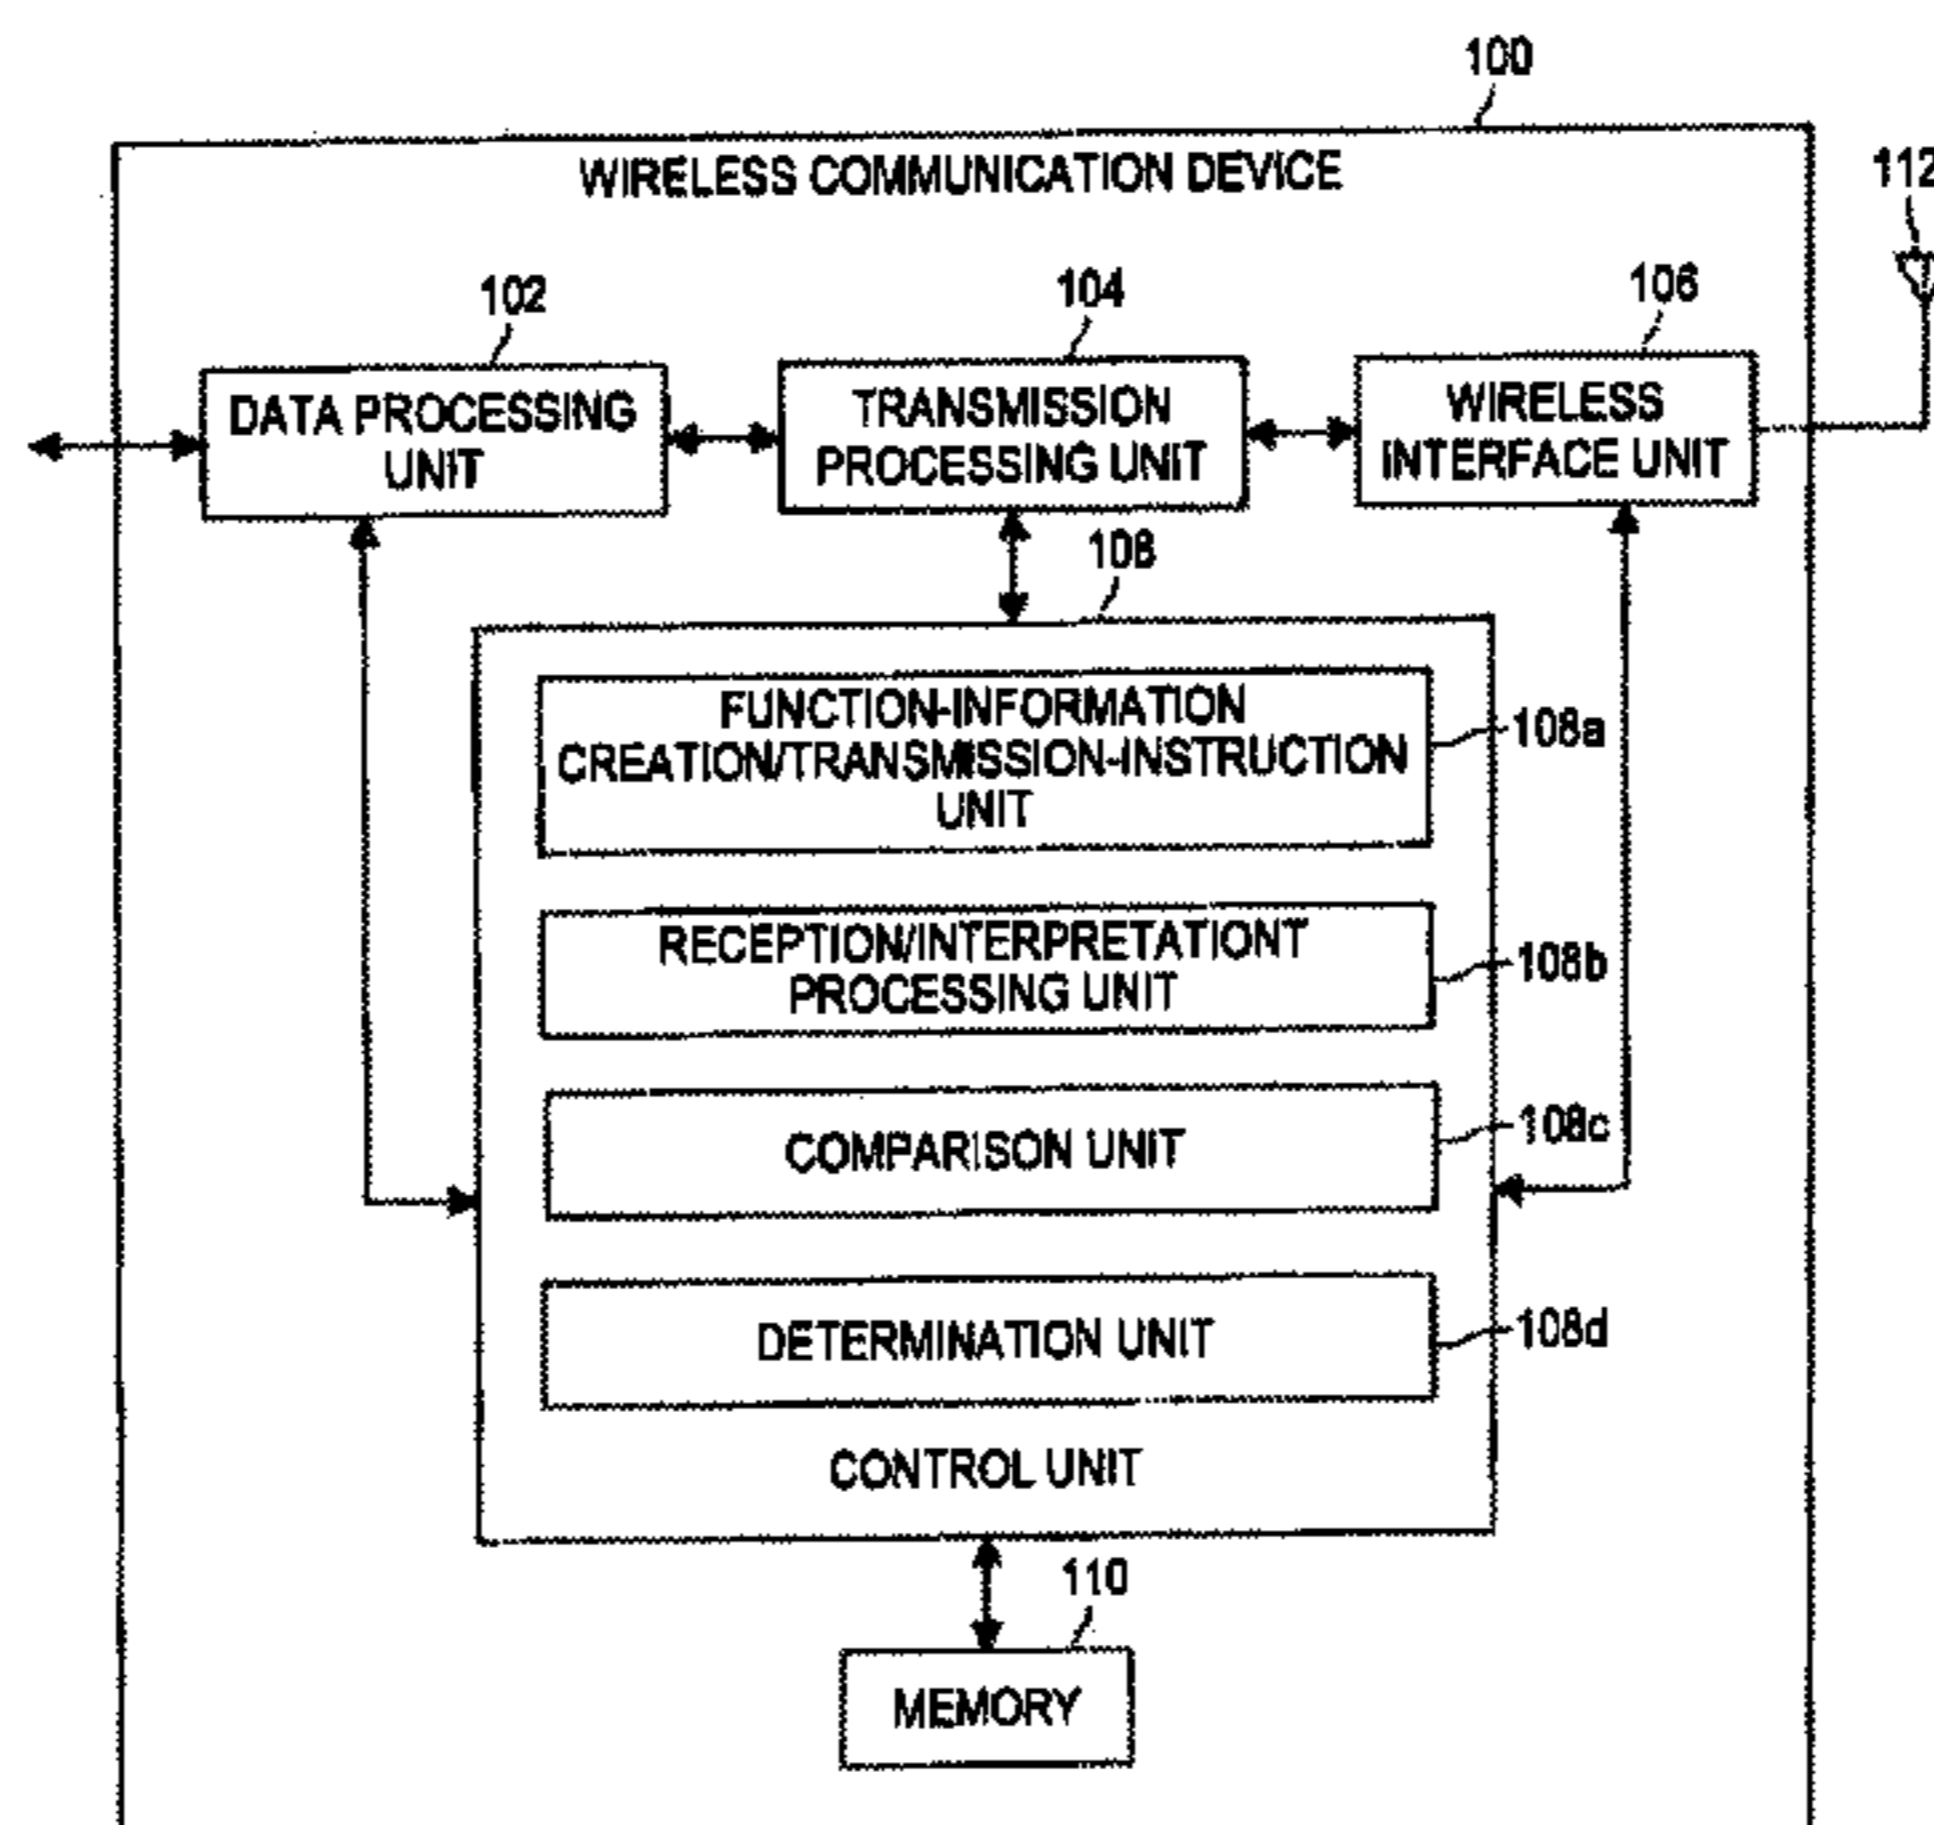 100
WIRELESS COMMUNICATION DEVICE
112
102
104
106
DATA PROCESSING
UNIT
TRANSMISSION
PROCESSING UNIT
WIRELESS
INTERFACE UNIT
108
FUNCTION-INFORMATION
CREATION/TRANSMISSION-INSTRUCTION
UNIT
108a
RECEPTION/INTERPRETATIONT
PROCESSING UNIT
108b
COMPARISON UNIT
108c
DETERMINATION UNIT
108d
CONTROL UNIT
110
MEMORY